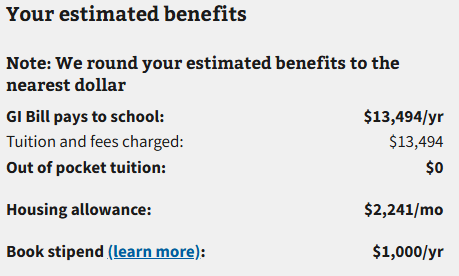 Your estimated benefits
Note: We round your estimated benefits to the
nearest dollar
GI Bill pays to school: $13,494/yr
Tuition and fees charged: $13,494
Out of pocket tuition: $0
Housing allowance: $2,241/mo
Book stipend (learn more): $1,000/yr